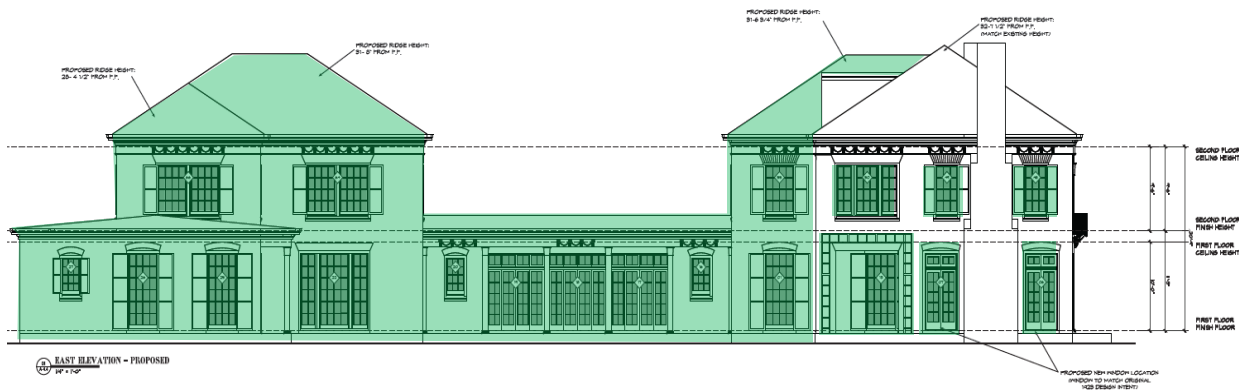 PROPOSED RIDGE HEIGHT:
31'-6 3/4" FROM F.F.
PROPOSED RIDGE HEIGHT:
32'-7 1/2" FROM F.F.
(MATCH EXISTING HEIGHT)
PROPOSED RIDGE HEIGHT:
31'- 8" FROM F.F.
PROPOSED RIDGE HEIGHT:
28'- 4 1/2" FROM F.F.
SECOND FLOOR
CEILING HEIGHT
SECOND FLOOR
FINISH HEIGHT
FIRST FLOOR
CEILING HEIGHT
FIRST FLOOR
FINISH FLOOR
EAST ELEVATION - PROPOSED
1/4" = 1'-0"
PROPOSED NEW WINDOW LOCATION
(WINDOW TO MATCH ORIGINAL
1925 DESIGN INTENT)